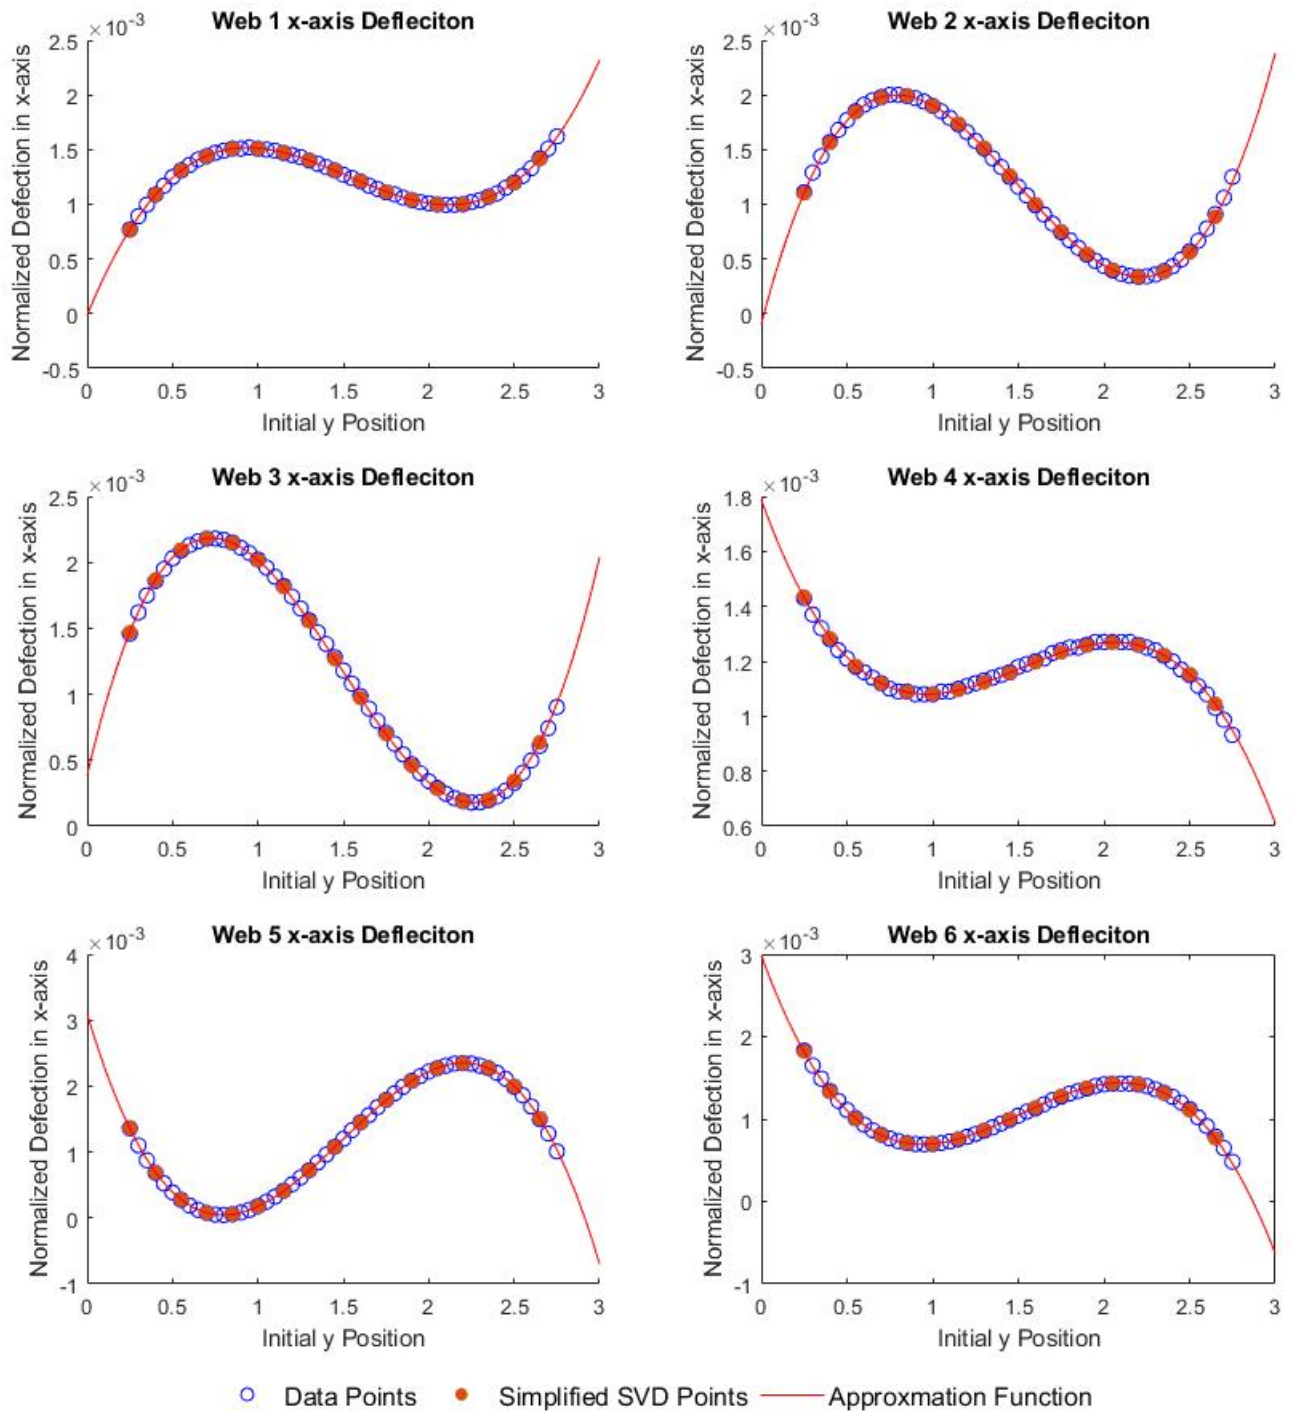 Web 1 x-axis Defleciton
×10-3
Normalized Defection in x-axis
2.5
2
1.5
1
0.5
0
-0.5
0 0.5 1 1.5 2 2.5 3
Initial y Position
Web 2 x-axis Defleciton
×10-3
Normalized Defection in x-axis
2.5
2
1.5
1
0.5
0
-0.5
0 0.5 1 1.5 2 2.5 3
Initial y Position
Web 3 x-axis Defleciton
×10-3
Normalized Defection in x-axis
2.5
2
1.5
1
0.5
0
0 0.5 1 1.5 2 2.5 3
Initial y Position
Web 4 x-axis Defleciton
×10-3
Normalized Defection in x-axis
1.8
1.6
1.4
1.2
1
0.8
0.6
0 0.5 1 1.5 2 2.5 3
Initial y Position
Web 5 x-axis Defleciton
×10-3
Normalized Defection in x-axis
4
3
2
1
0
-1
0 0.5 1 1.5 2 2.5 3
Initial y Position
Web 6 x-axis Defleciton
×10-3
Normalized Defection in x-axis
3
2
1
0
-1
0 0.5 1 1.5 2 2.5 3
Initial y Position
Data Points Simplified SVD Points Approxmation Function